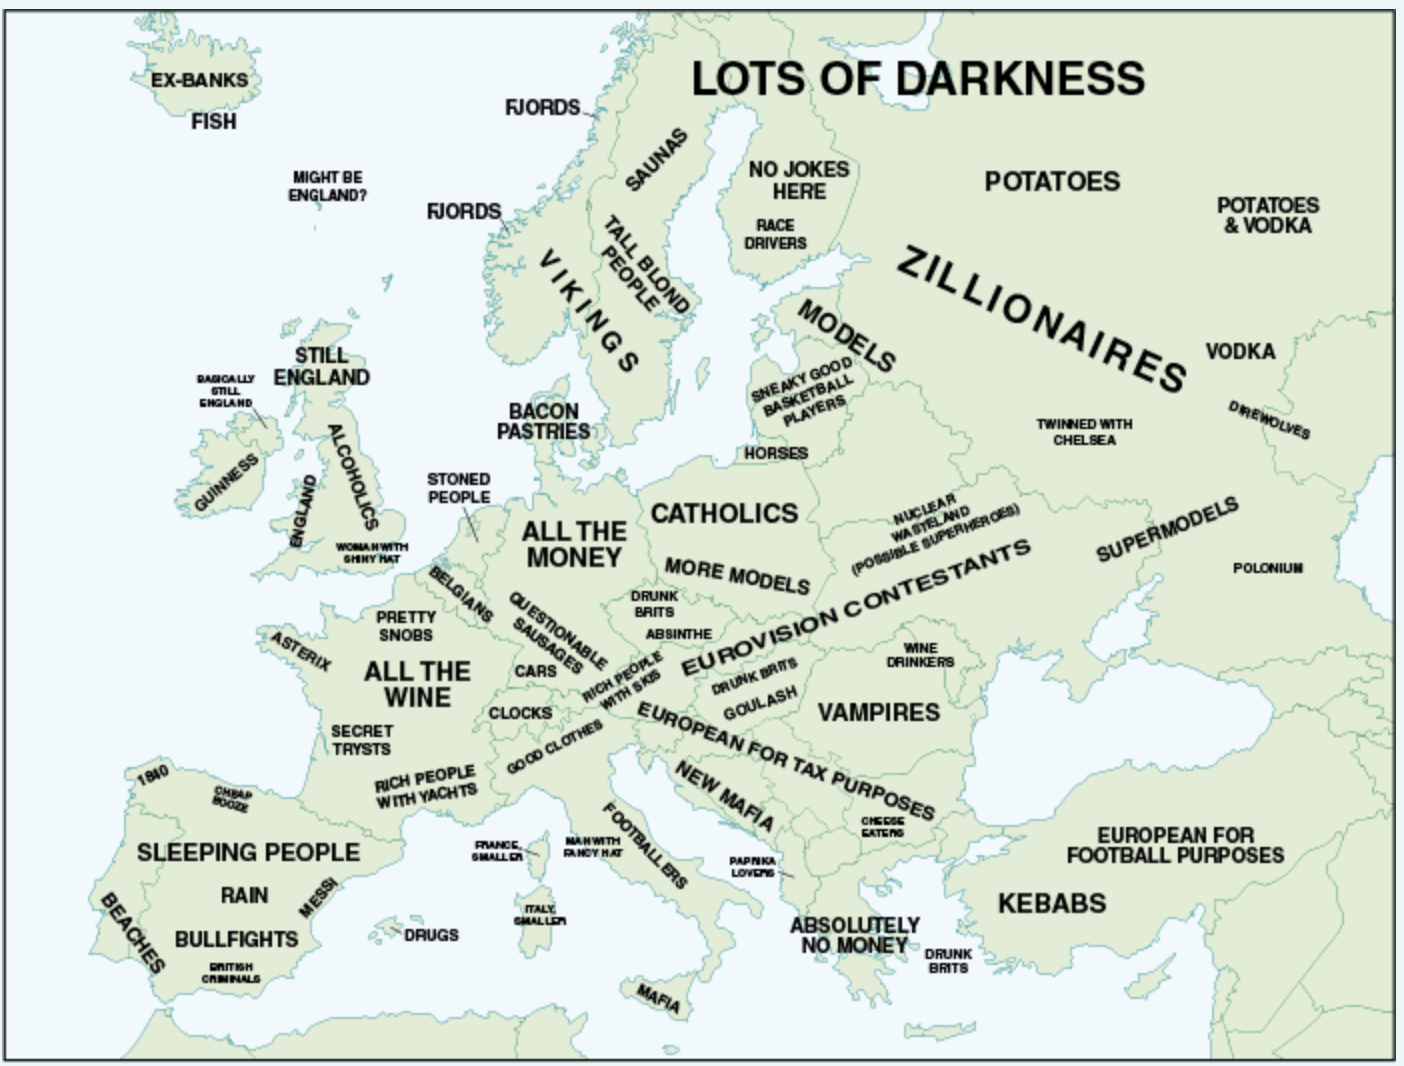 LOTS OF DARKNESS
EX-BANKS
FISH
FJORDS
SAUNAS
NO JOKES
HERE
POTATOES
MIGHT BE
ENGLAND?
FJORDS
POTATOES
& VODKA
RACE
DRIVERS
TALL BLOND
PEOPLE
VIKINGS
ZILLIONAIRES
MODELS
VODKA
STILL
ENGLAND
BASICALLY
STILL
ENGLAND
SNEAKY GOOD
BASKETBALL
PLAYERS
BACON
PASTRIES
DIREWOLVES
TWINNED WITH
CHELSEA
HORSES
GUINNESS
ALCOHOLICS
ENGLAND
STONED
PEOPLE
WOMAN WITH
SHINY HAT
ALL THE
MONEY
CATHOLICS
NUCLEAR
WASTELAND
(POSSIBLE SUPERHEROES)
SUPERMODELS
POLONIUM
MORE MODELS
BELGIANS
EUROVISION CONTESTANTS
DRUNK
BRITS
ABSINTHE
QUESTIONABLE
SAUSAGES
PRETTY
SNOBS
ASTERIX
ALL THE
WINE
CARS
RICH PEOPLE
WITH SKIS
DRUNK BRITS
GOULASH
WINE
DRINKERS
VAMPIRES
CLOCKS
GOOD CLOTHES
EUROPEAN FOR TAX PURPOSES
SECRET
TRYSTS
RICH PEOPLE
WITH YACHTS
NEW MAFIA
1840
CHEAP
BOOZE
CHEESE
EATERS
SLEEPING PEOPLE
FRANCE,
SMALLER
MAN WITH
FANCY HAT
FOOTBALLERS
PAPRIKA
LOVERS
EUROPEAN FOR
FOOTBALL PURPOSES
RAIN
MESSI
KEBABS
BEACHES
BULLFIGHTS
DRUGS
ITALY,
SMALLER
ABSOLUTELY
NO MONEY
BRITISH
CRIMINALS
DRUNK
BRITS
MAFIA